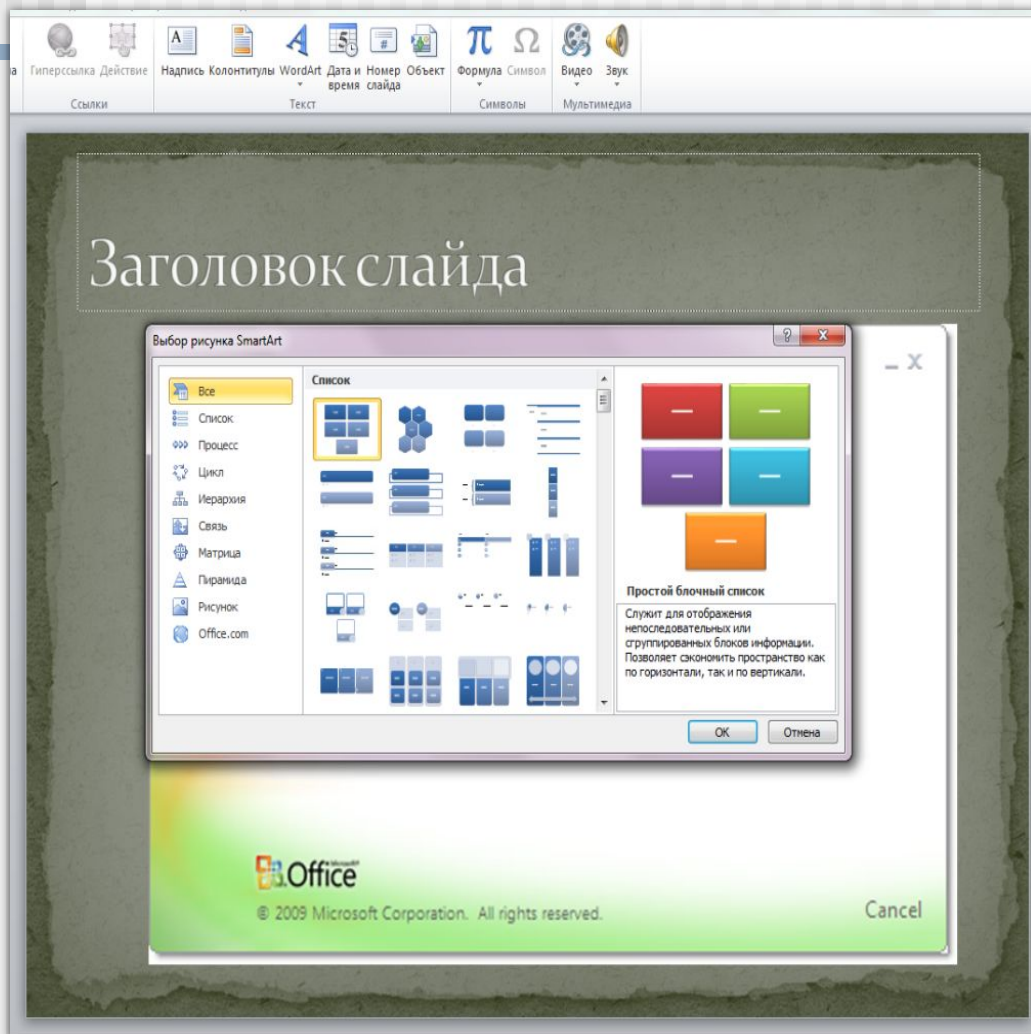 Гиперссылка Действие
Надпись Колонтитулы WordArt Дата и время Номер слайда Объект
Формула Символ
Видео Звук
Ссылки
Текст
Символы
Мультимедиа
Заголовок слайда
Выбор рисунка SmartArt
Все
Список
Процесс
Цикл
Иерархия
Связь
Матрица
Пирамида
Рисунок
Office.com
Список
Простой блочный список
Служит для отображения
непоследовательных или
сгруппированных блоков информации.
Позволяет сэкономить пространство как
по горизонтали, так и по вертикали.
ОК
Отмена
Microsoft®
Office
© 2009 Microsoft Corporation. All rights reserved.
Cancel